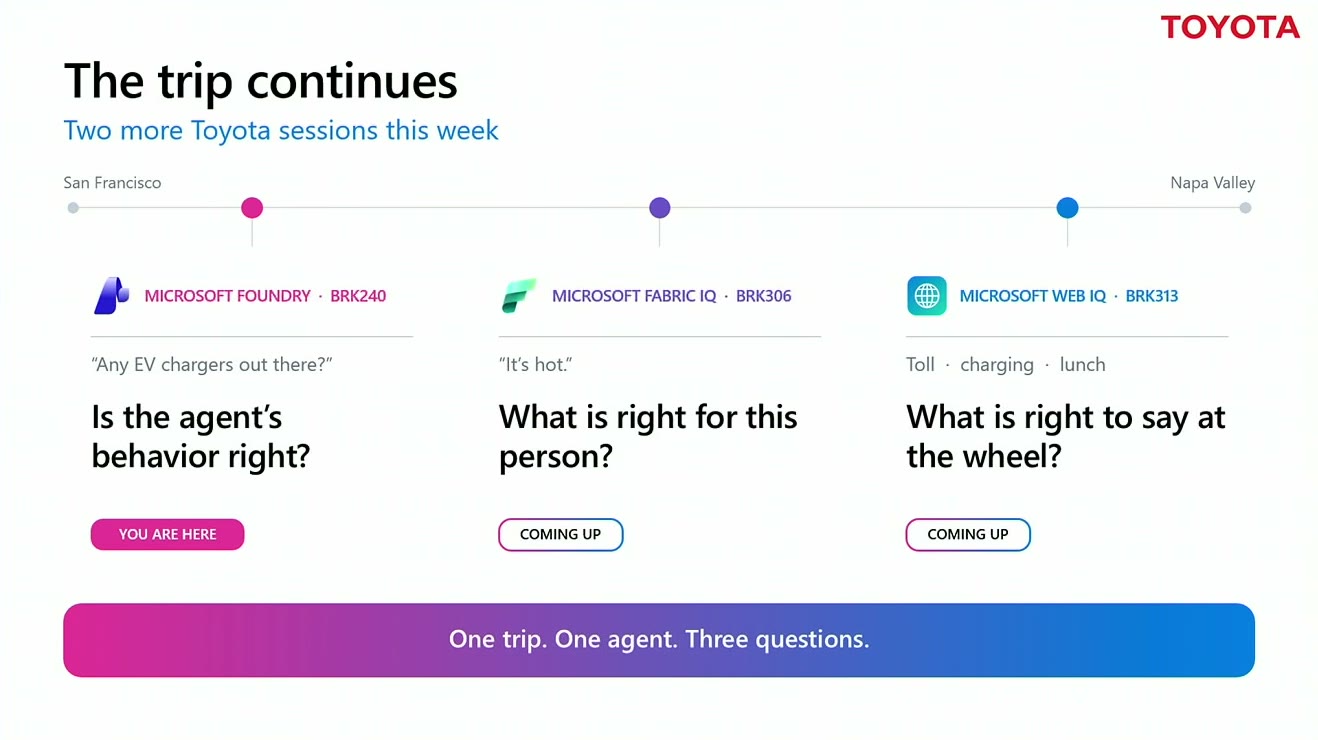 TOYOTA
The trip continues
Two more Toyota sessions this week
San Francisco
Napa Valley
MICROSOFT FOUNDRY · BRK240
“Any EV chargers out there?”
Is the agent’s
behavior right?
YOU ARE HERE
MICROSOFT FABRIC IQ · BRK306
“It’s hot.”
What is right for this
person?
COMING UP
MICROSOFT WEB IQ · BRK313
Toll · charging · lunch
What is right to say at
the wheel?
COMING UP
One trip. One agent. Three questions.